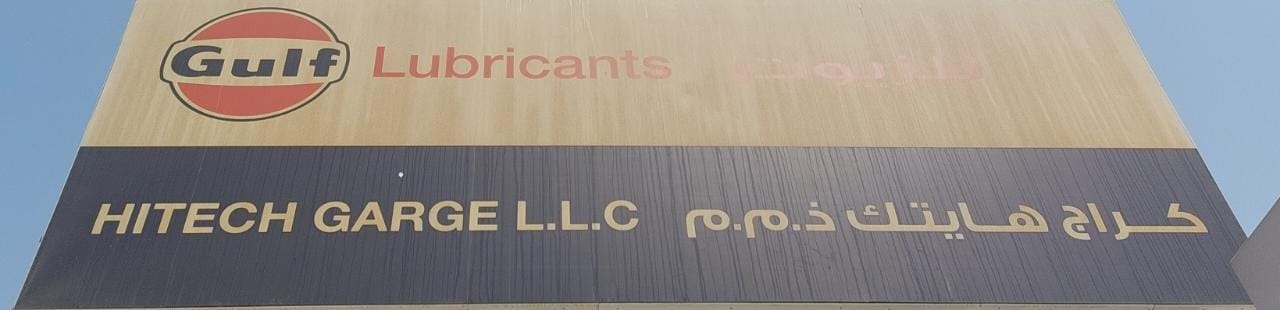 Gulf Lubricants للزيوت
HITECH GARGE L.L.C كراج هايتك ذ.م.م